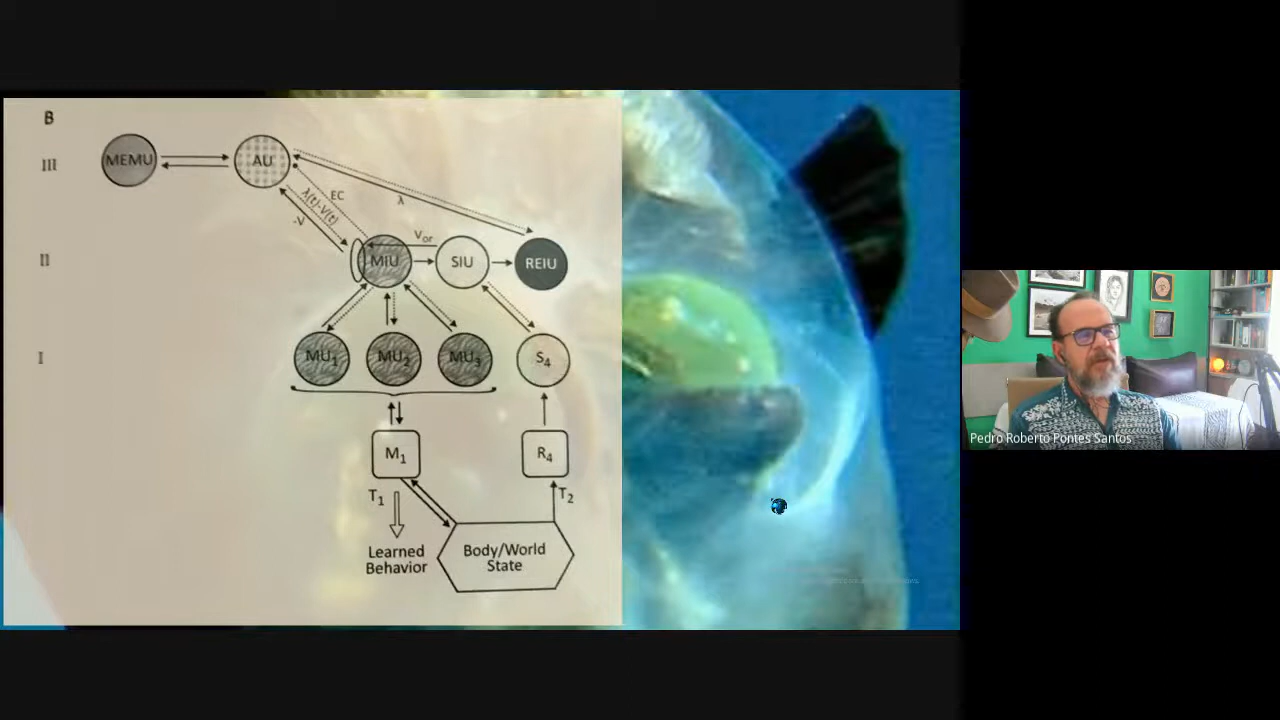 B
III
MEMU
AU
EC
λ
λ(t)-V(t)
-V
Vor
II
MIU
SIU
REIU
I
MU1
MU2
MU3
S4
M1
R4
T1
T2
Learned
Behavior
Body/World
State
Pedro Roberto Pontes Santos